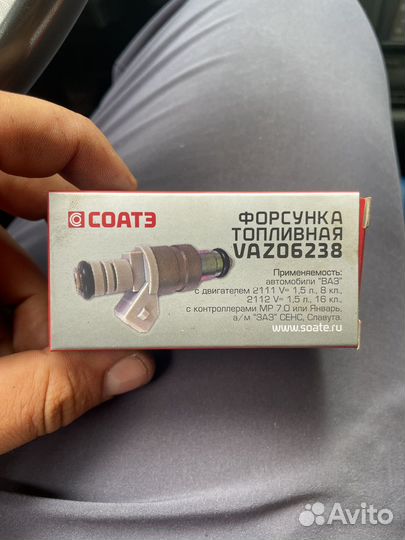 СОАТЭ
ФОРСУНКА
ТОПЛИВНАЯ
VAZ06238
Применяемость:
автомобили "ВАЗ"
с двигателем 2111 V= 1,5 л., 8 кл.,
2112 V= 1,5 л., 16 кл.,
с контроллерами МР 7.0 или Январь,
а/м "ЗАЗ" СЕНС, Славута.
www.soate.ru
Avito